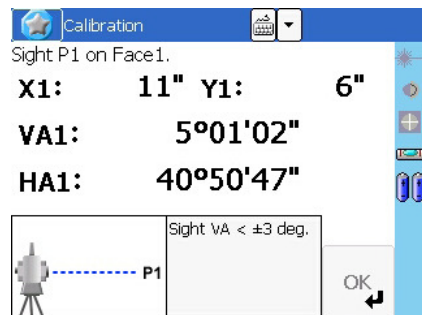 Calibration
Sight P1 on Face1.
X1: 11" Y1: 6"
VA1: 5°01'02"
HA1: 40°50'47"
P1
Sight VA < ±3 deg.
OK